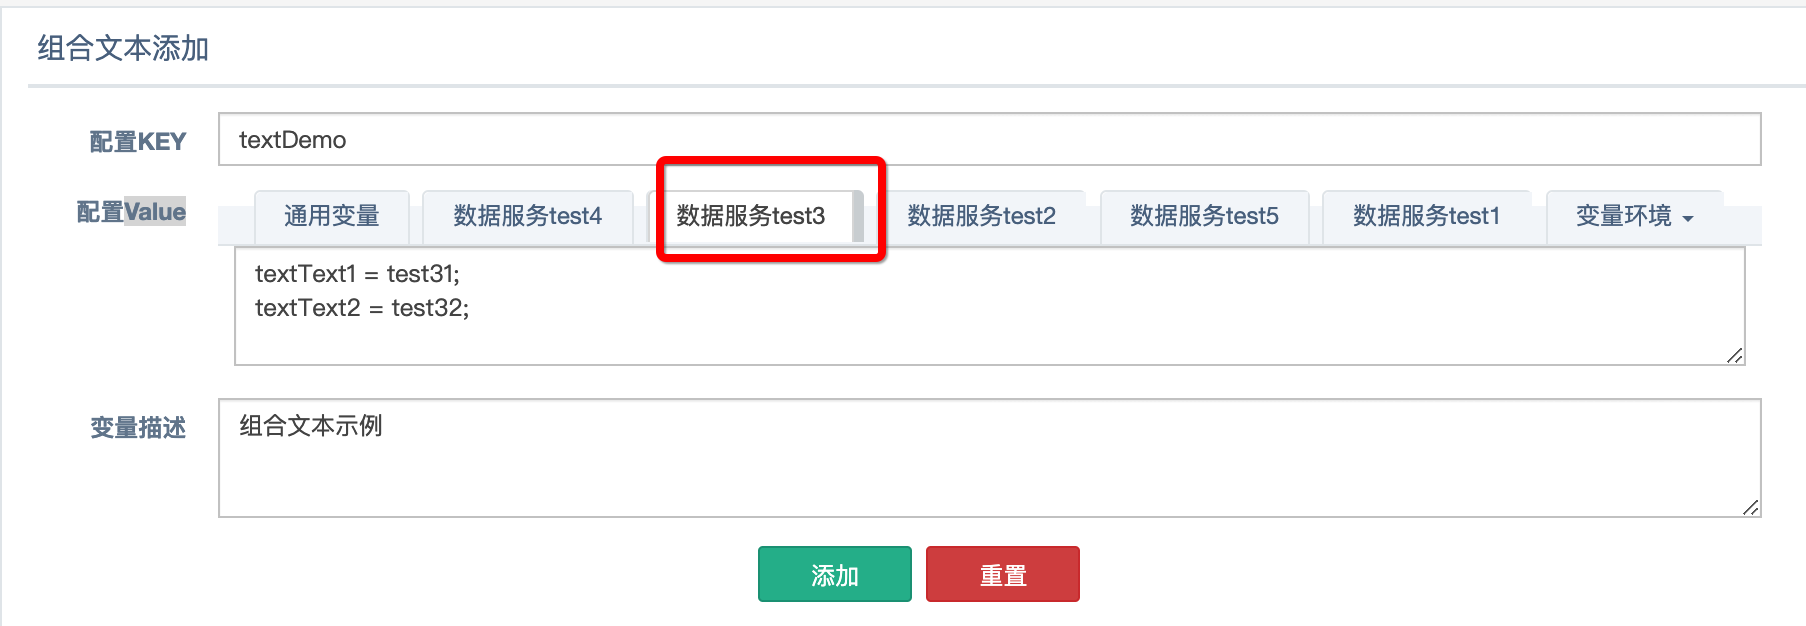 组合文本添加
配置KEY
textDemo
配置Value
通用变量 数据服务test4 数据服务test3 数据服务test2 数据服务test5 数据服务test1 变量环境
textText1 = test31;
textText2 = test32;
变量描述
组合文本示例
添加 重置